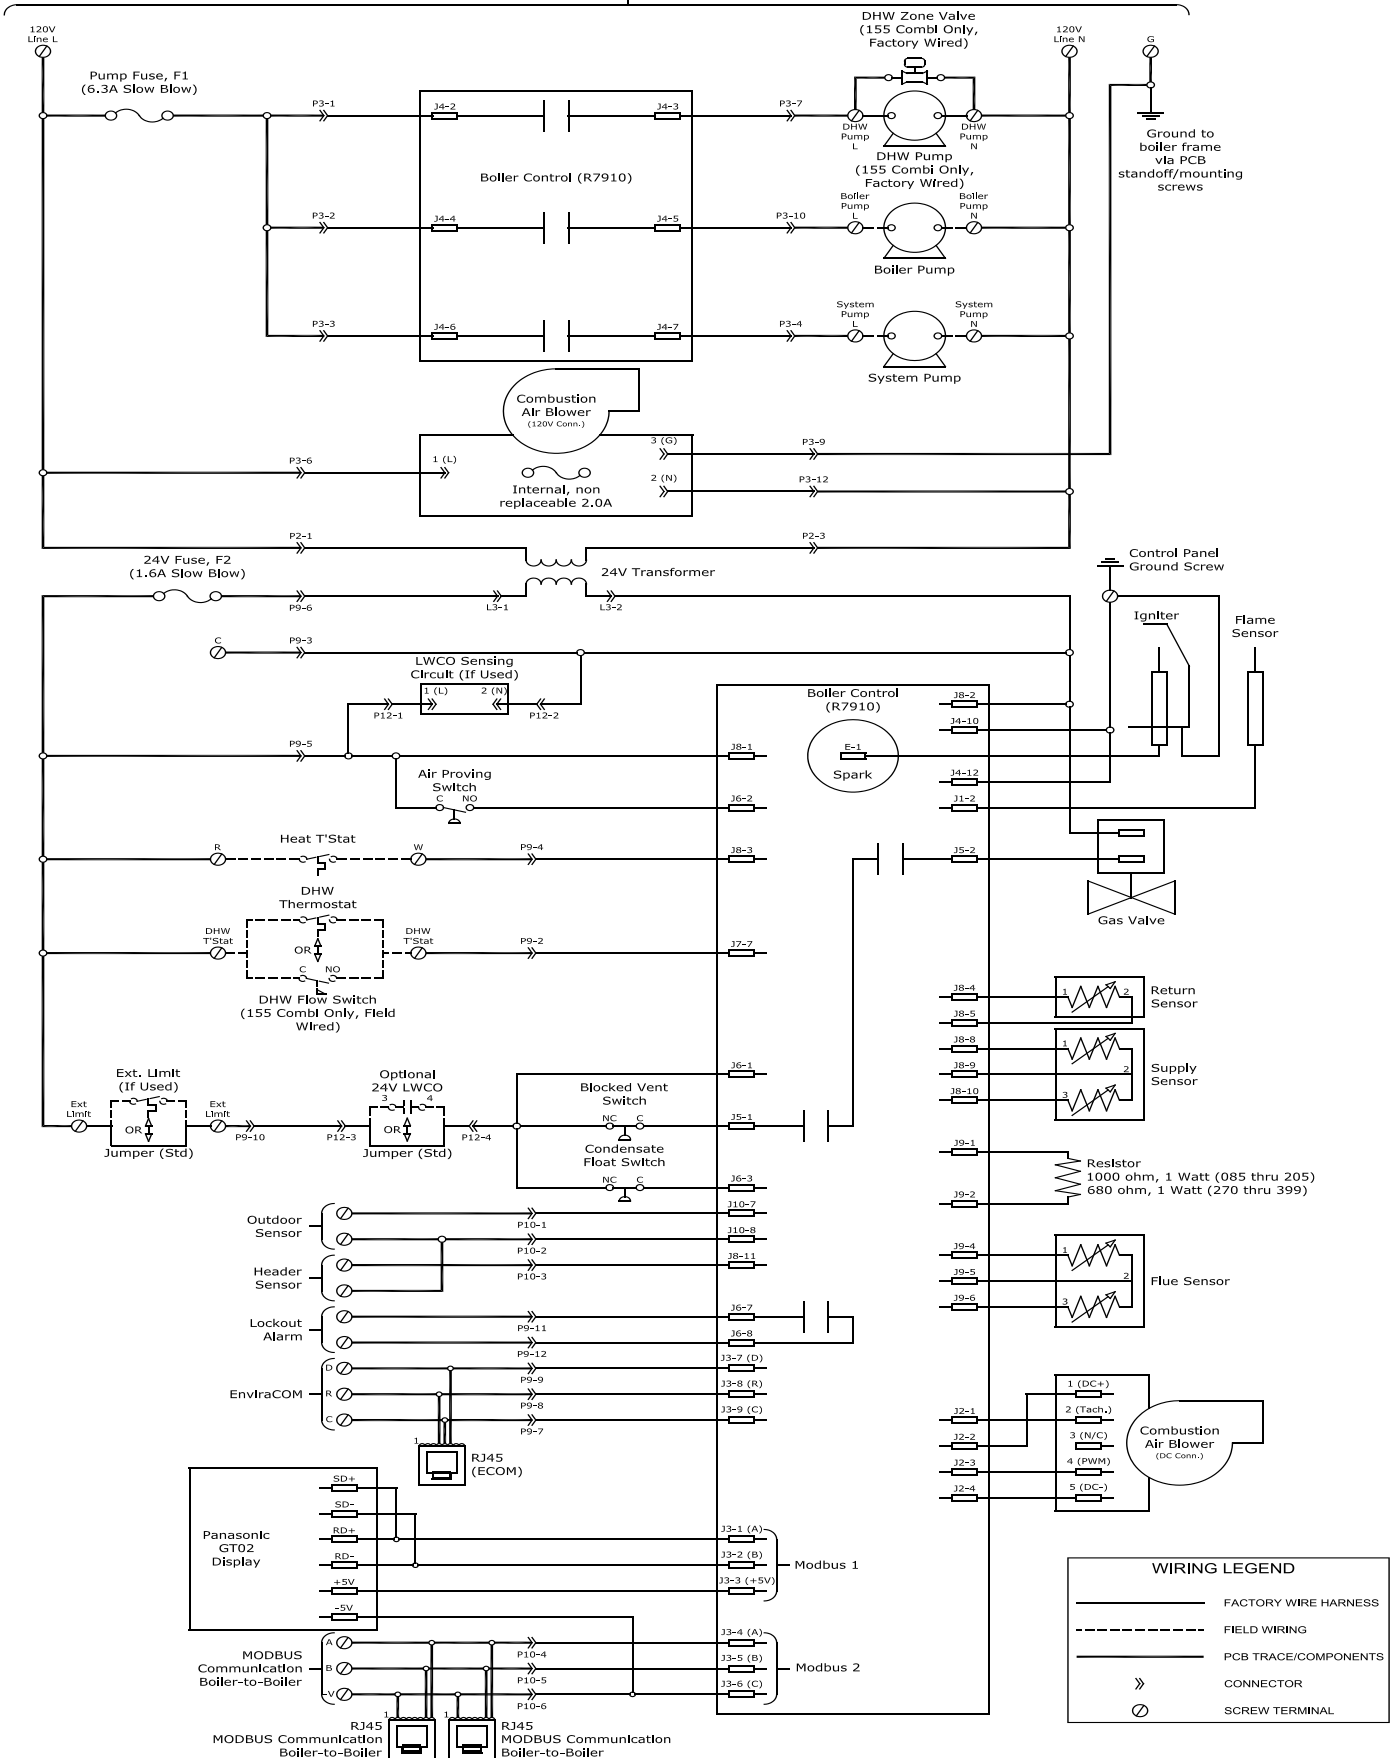 120V
Line L
Pump Fuse, F1
(6.3A Slow Blow)
DHW Zone Valve
(155 Combi Only,
Factory Wired)
120V
Line N
G
P3-1
J4-2
J4-3
P3-7
DHW
Pump
L
DHW
Pump
N
DHW Pump
(155 Combi Only,
Factory Wired)
Ground to
boiler frame
via PCB
standoff/mounting
screws
Boiler Control (R7910)
P3-2
J4-4
J4-5
P3-10
Boiler
Pump
L
Boiler
Pump
N
Boiler Pump
P3-3
J4-6
J4-7
P3-4
System
Pump
L
System
Pump
N
System Pump
Combustion
Air Blower
(120V Conn.)
P3-6
1 (L)
3 (G)
P3-9
2 (N)
P3-12
Internal, non
replaceable 2.0A
P2-1
P2-3
24V Fuse, F2
(1.6A Slow Blow)
24V Transformer
P9-6
L3-1
L3-2
Control Panel
Ground Screw
Igniter
Flame
Sensor
C
P9-3
LWCO Sensing
Circuit (If Used)
1 (L)
2 (N)
P12-1
P12-2
Boiler Control
(R7910)
J8-2
J4-10
P9-5
J8-1
E-1
Spark
J4-12
Air Proving
Switch
C
NO
J6-2
J1-2
Heat T'Stat
R
W
P9-4
J8-3
J5-2
Gas Valve
DHW
Thermostat
DHW
T'Stat
OR
DHW
T'Stat
P9-2
J7-7
C
NO
DHW Flow Switch
(155 Combi Only, Field
Wired)
J8-4
1
2
Return
Sensor
J8-5
J8-8
1
J8-9
2
Supply
Sensor
J8-10
3
Ext. Limit
(If Used)
Ext
Limit
OR
Ext
Limit
Jumper (Std)
P9-10
P12-3
Optional
24V LWCO
3
4
OR
Jumper (Std)
P12-4
J6-1
Blocked Vent
Switch
NC
C
J5-1
Condensate
Float Switch
NC
C
J6-3
J9-1
Resistor
1000 ohm, 1 Watt (085 thru 205)
680 ohm, 1 Watt (270 thru 399)
J9-2
Outdoor
Sensor
P10-1
J10-7
P10-2
J10-8
Header
Sensor
P10-3
J8-11
J9-4
1
J9-5
2
Flue Sensor
J9-6
3
Lockout
Alarm
P9-11
J6-7
P9-12
J6-8
EnviraCOM
D
P9-9
J3-7 (D)
R
P9-8
J3-8 (R)
C
P9-7
J3-9 (C)
1
RJ45
(ECOM)
J2-1
J2-2
J2-3
J2-4
1 (DC+)
2 (Tach.)
3 (N/C)
4 (PWM)
5 (DC-)
Combustion
Air Blower
(DC Conn.)
Panasonic
GT02
Display
SD+
SD-
RD+
RD-
+5V
-5V
J3-1 (A)
J3-2 (B)
J3-3 (+5V)
Modbus 1
MODBUS
Communication
Boiler-to-Boiler
A
P10-4
J3-4 (A)
B
P10-5
J3-5 (B)
-V
P10-6
J3-6 (C)
Modbus 2
1
1
RJ45
MODBUS Communication
Boiler-to-Boiler
RJ45
MODBUS Communication
Boiler-to-Boiler
WIRING LEGEND
FACTORY WIRE HARNESS
FIELD WIRING
PCB TRACE/COMPONENTS
CONNECTOR
SCREW TERMINAL